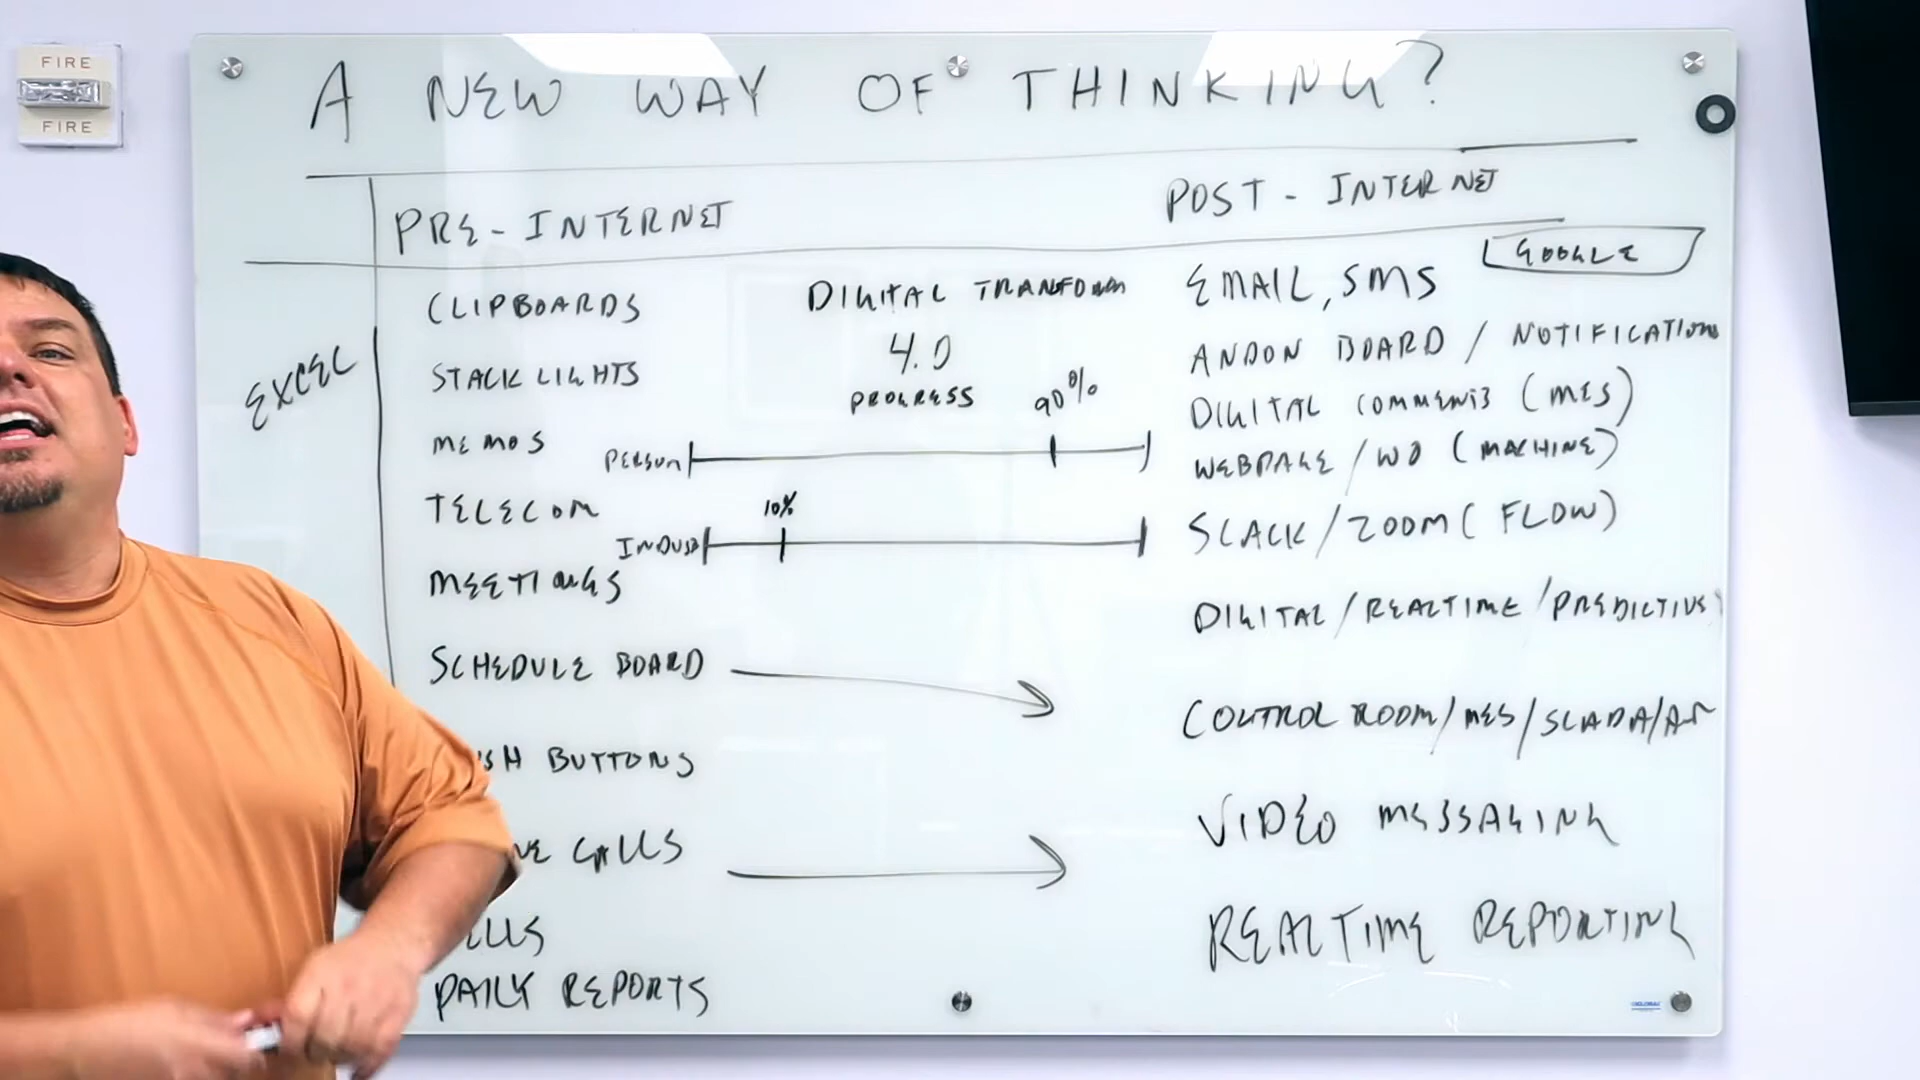 FIRE
FIRE
A NEW WAY OF THINKING?
PRE-INTERNET
POST-INTERNET
EXCEL
CLIPBOARDS
STACK LIGHTS
MEMOS
TELECOM
MEETINGS
SCHEDULE BOARD
SH BUTTONS
NE CALLS
LLS
DAILY REPORTS
DIGITAL TRANSFORM
4.0
PROGRESS
PERSON
90%
INDUS
10%
GOOGLE
EMAIL, SMS
ANDON BOARD / NOTIFICATIONS
DIGITAL COMMENTS (MES)
WEBPAGE / WO (MACHINE)
SLACK / ZOOM (FLOW)
DIGITAL / REALTIME / PREDICTIVE
CONTROL ROOM / MES / SCADA /
VIDEO MESSAGING
REALTIME REPORTING